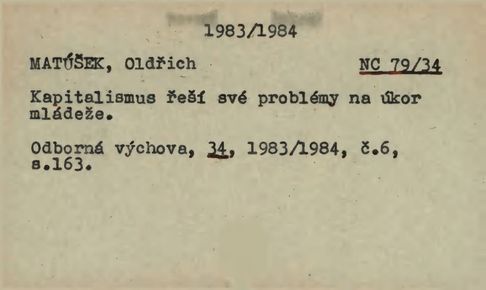 1983/1984
MATŮŠEK, Oldřich NC 79/34
Kapitalismus řeší své problémy na úkor
mládeže.
Odborná výchova, 34, 1983/1984, č.6,
s.163.